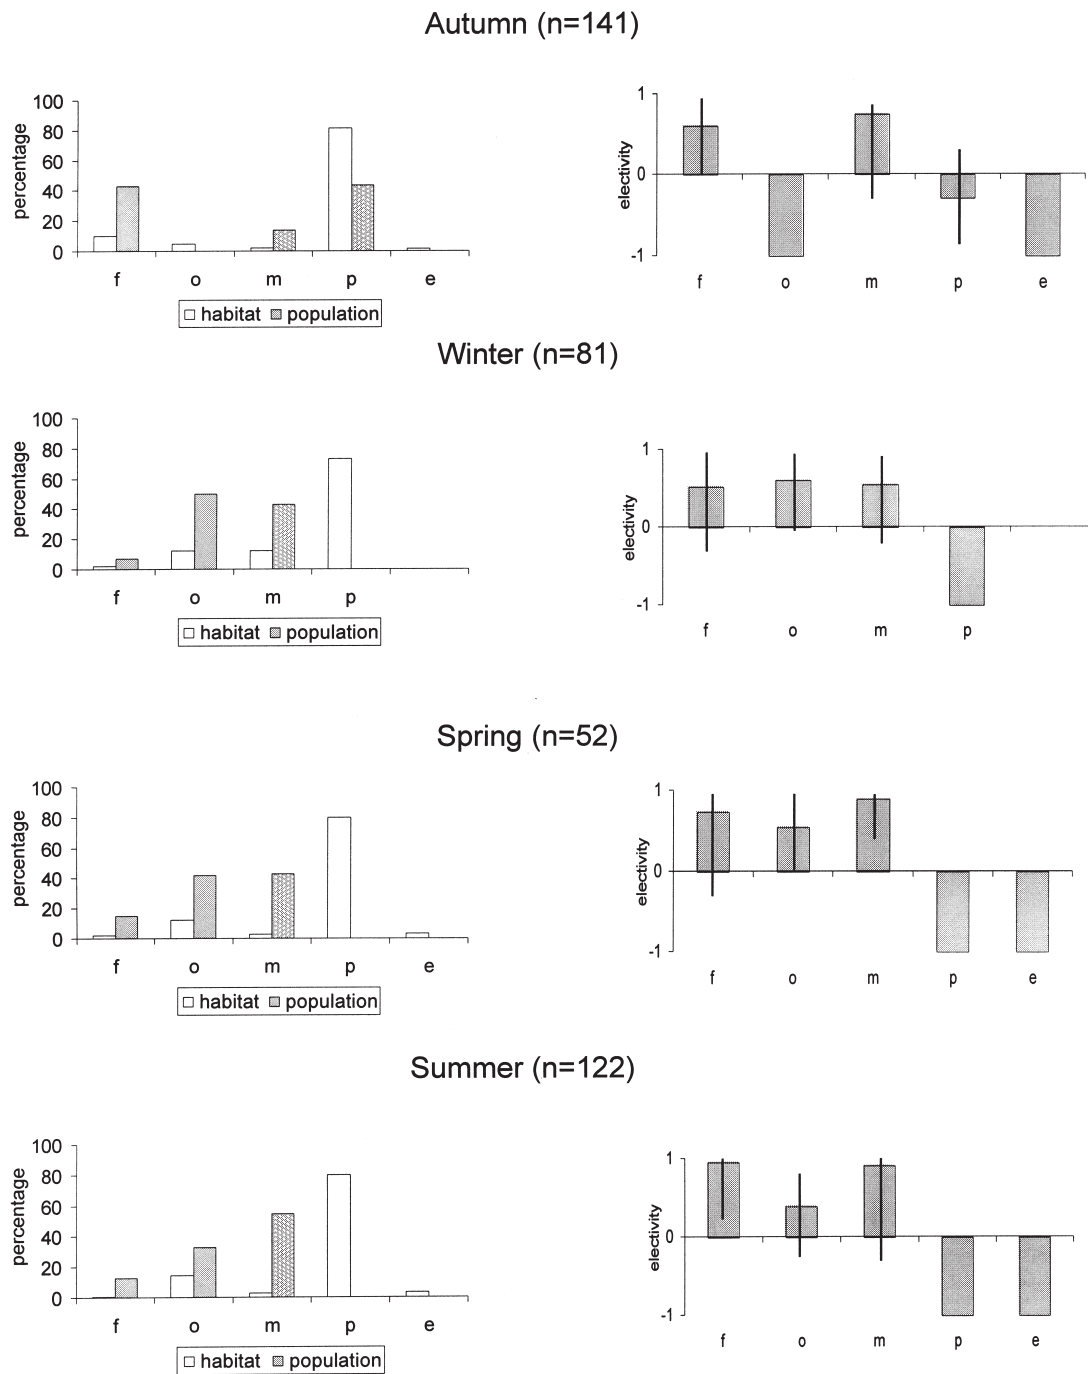 Autumn (n=141)
percentage
100
80
60
40
20
0
f o m p e
habitat population
electivity
1
0
-1
f o m p e
Winter (n=81)
percentage
100
80
60
40
20
0
f o m p
habitat population
electivity
1
0
-1
f o m p
Spring (n=52)
percentage
100
80
60
40
20
0
f o m p e
habitat population
electivity
1
0
-1
f o m p e
Summer (n=122)
percentage
100
80
60
40
20
0
f o m p e
habitat population
electivity
1
0
-1
f o m p e